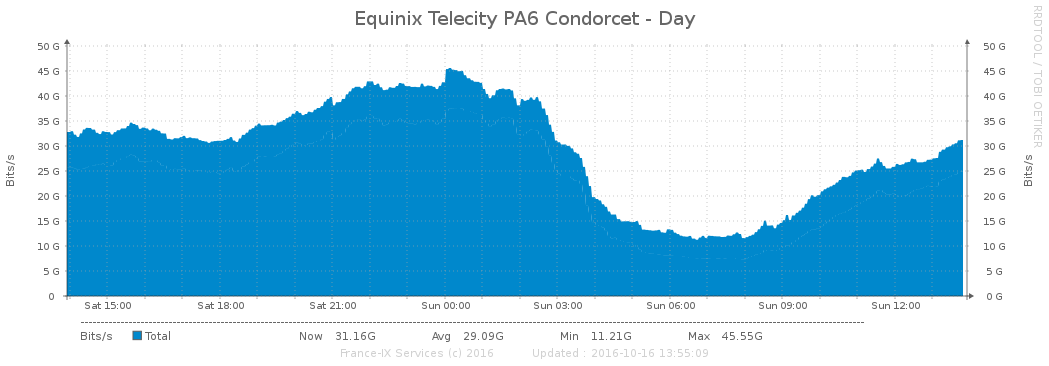 Equinix Telecity PA6 Condorcet - Day
RRDTOOL / TOBI OETIKER
50 G 50 G
45 G 45 G
40 G 40 G
35 G 35 G
30 G 30 G
25 G 25 G
20 G 20 G
15 G 15 G
10 G 10 G
5 G 5 G
0 0 G
Bits/s Bits/s
Sat 15:00 Sat 18:00 Sat 21:00 Sun 00:00 Sun 03:00 Sun 06:00 Sun 09:00 Sun 12:00
Bits/s Total Now 31.16G Avg 29.09G Min 11.21G Max 45.55G
France-IX Services (c) 2016 Updated : 2016-10-16 13:55:09